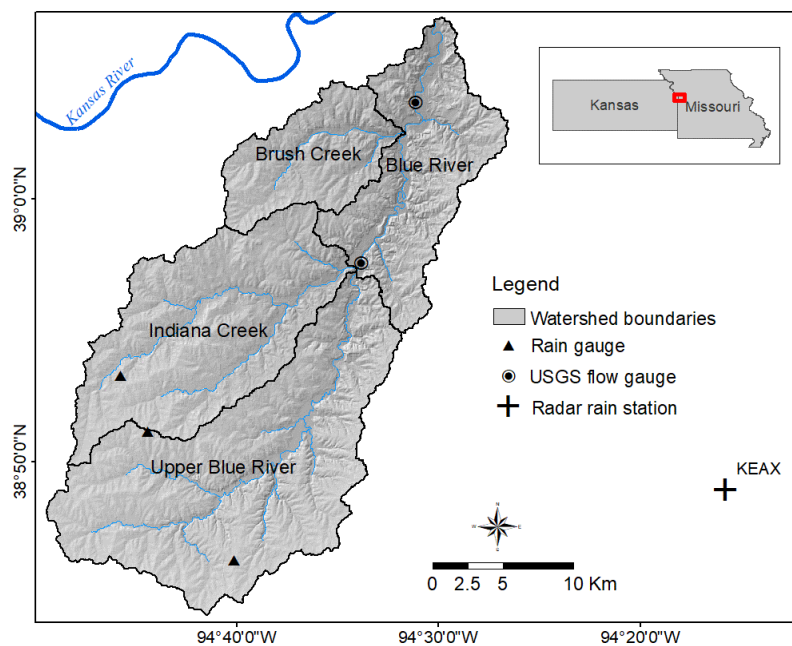 Kansas River
Kansas
Missouri
Brush Creek
Blue River
39°0'0"N
Legend
Watershed boundaries
Indiana Creek
Rain gauge
USGS flow gauge
Radar rain station
38°50'0"N
Upper Blue River
KEAX
N
W E
S
0 2.5 5 10 Km
94°40'0"W 94°30'0"W 94°20'0"W